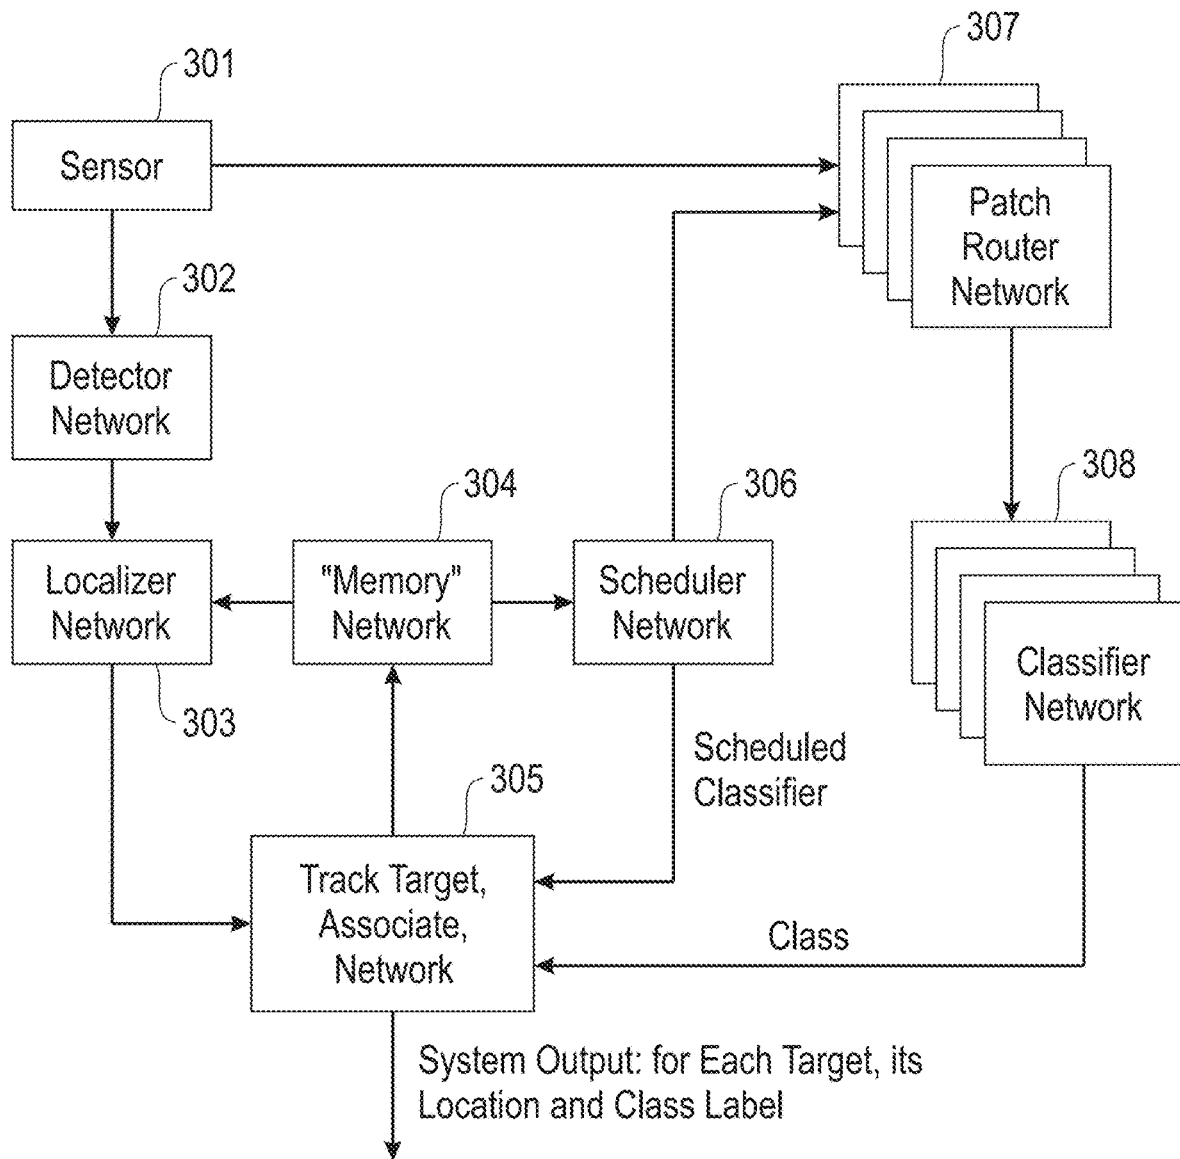 301
Sensor
307
Patch
Router
Network
302
Detector
Network
304
"Memory"
Network
306
Scheduler
Network
308
Classifier
Network
Localizer
Network
303
Scheduled
Classifier
305
Track Target,
Associate,
Network
Class
System Output: for Each Target, its
Location and Class Label